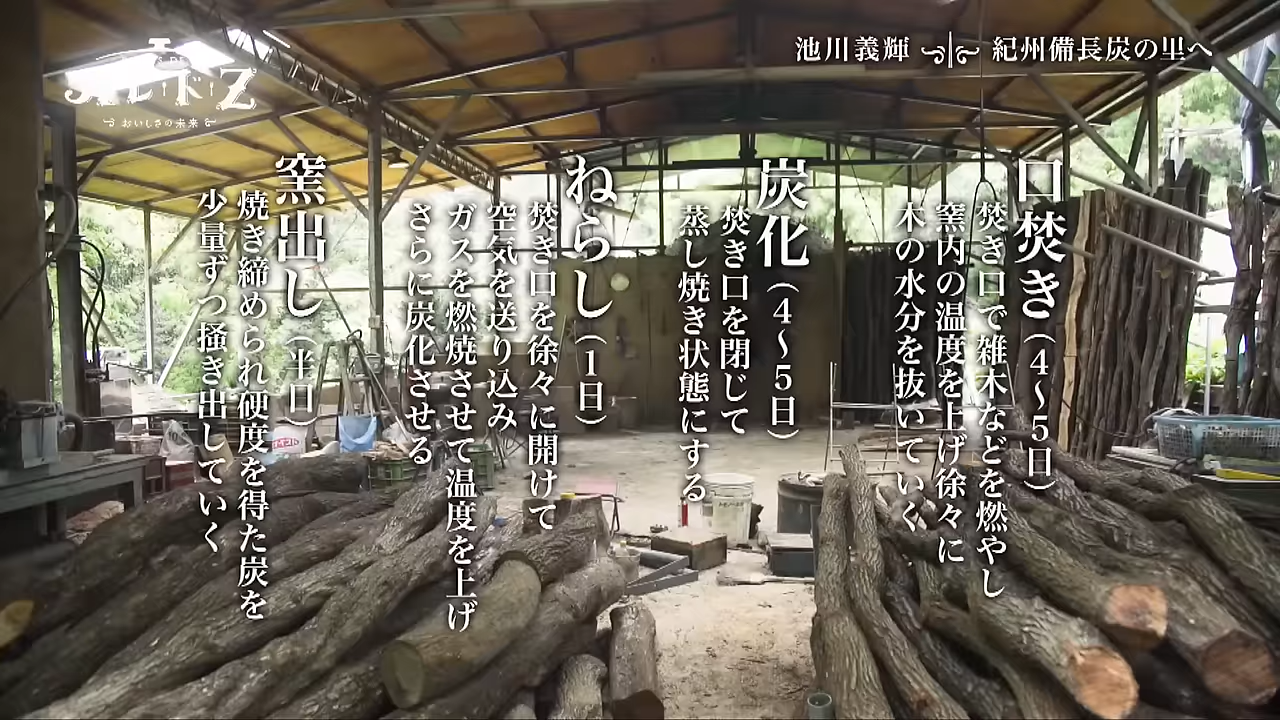 池川義輝 紀州備長炭の里へ
おいしさの未来
口焚き(4〜5日)
焚き口で雑木などを燃やし
窯内の温度を上げ徐々に
木の水分を抜いていく
炭化(4〜5日)
焚き口を閉じて
蒸し焼き状態にする
ねらし(1日)
焚き口を徐々に開けて
空気を送り込み
ガスを燃焼させて温度を上げ
さらに炭化させる
窯出し(半日)
焼き締められ硬度を得た炭を
少量ずつ掻き出していく